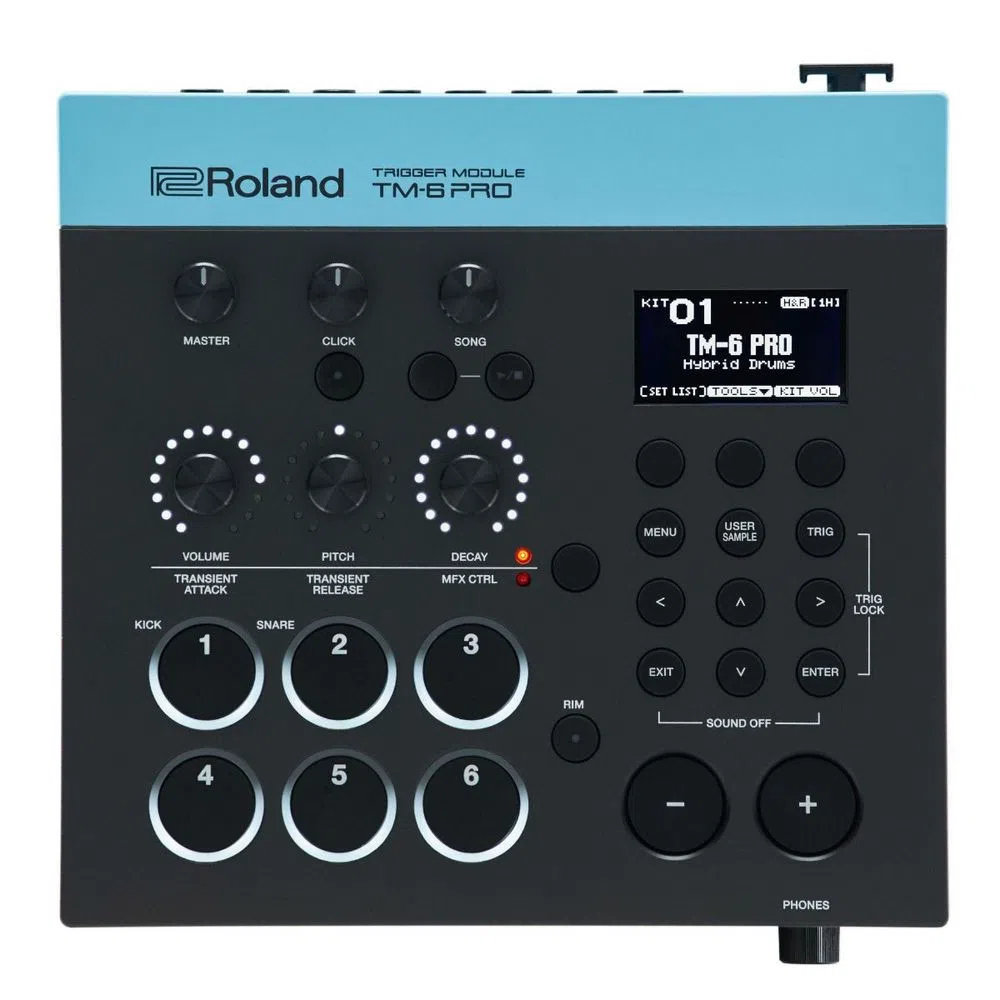 Roland
TRIGGER MODULE
TM-6 PRO
MASTER
CLICK
SONG
KIT 01
H&R [1H]
TM-6 PRO
Hybrid Drums
[SET LIST] TOOLS▼ KIT VOL
VOLUME
PITCH
DECAY
TRANSIENT
ATTACK
TRANSIENT
RELEASE
MFX CTRL
MENU
USER
SAMPLE
TRIG
<
^
>
TRIG
LOCK
EXIT
v
ENTER
SOUND OFF
KICK
1
SNARE
2
3
RIM
4
5
6
-
+
PHONES